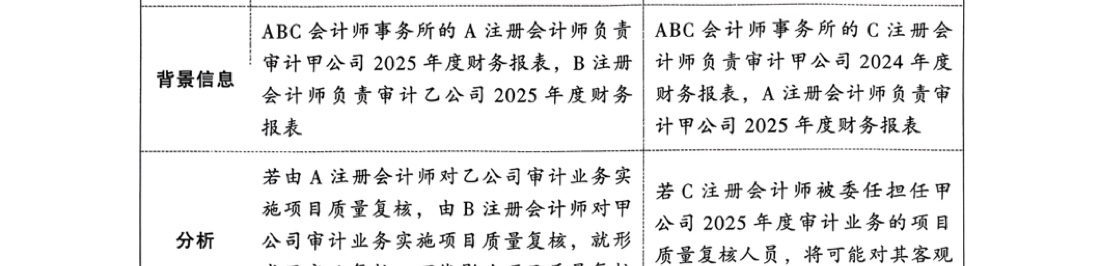 背景信息
ABC 会计师事务所的 A 注册会计师负责
审计甲公司 2025 年度财务报表，B 注册
会计师负责审计乙公司 2025 年度财务
报表
ABC 会计师事务所的 C 注册会
计师负责审计甲公司 2024 年度
财务报表，A 注册会计师负责审
计甲公司 2025 年度财务报表
分析
若由 A 注册会计师对乙公司审计业务实
施项目质量复核，由 B 注册会计师对甲
公司审计业务实施项目质量复核，就形
若 C 注册会计师被委任担任甲
公司 2025 年度审计业务的项目
质量复核人员，将可能对其客观